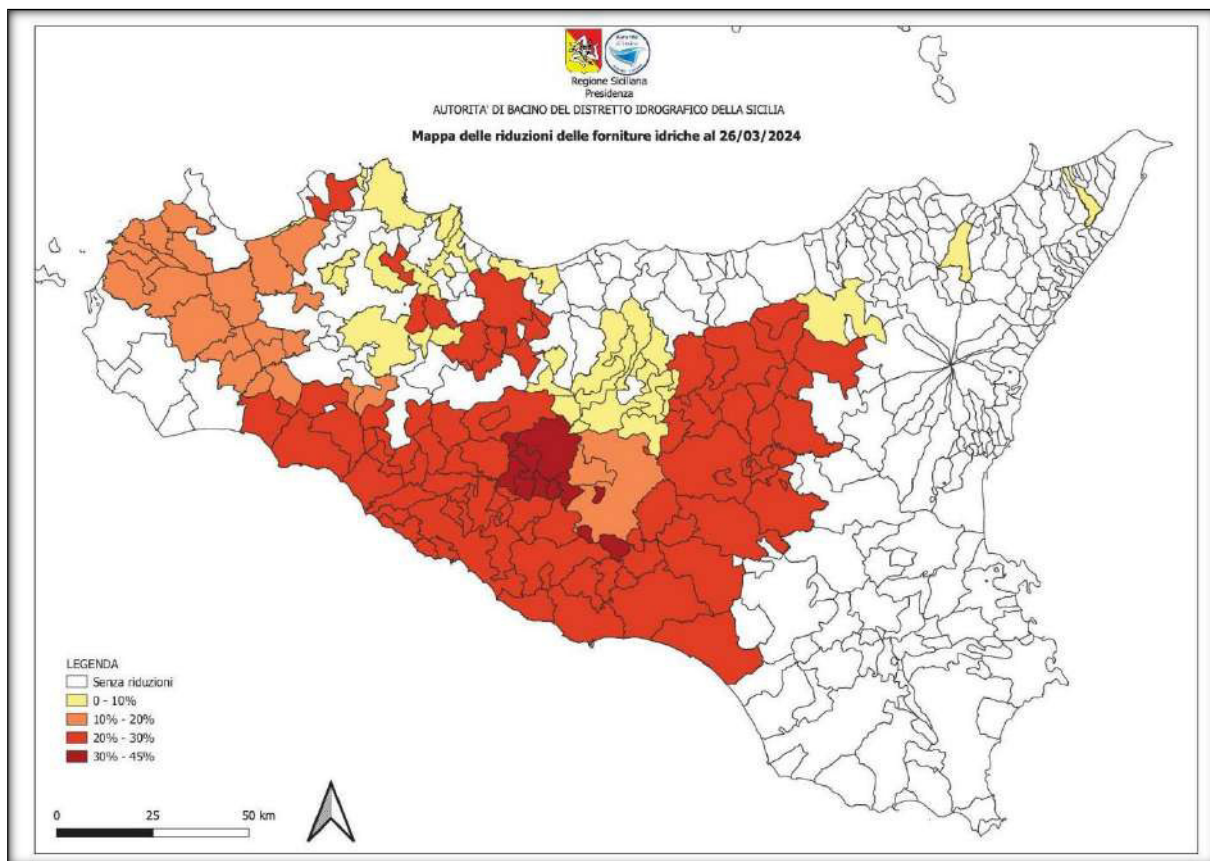 Regione Siciliana
Presidenza
AUTORITA' DI BACINO DEL DISTRETTO IDROGRAFICO DELLA SICILIA
Mappa delle riduzioni delle forniture idriche al 26/03/2024
LEGENDA
Senza riduzioni
0 - 10%
10% - 20%
20% - 30%
30% - 45%
0 25 50 km